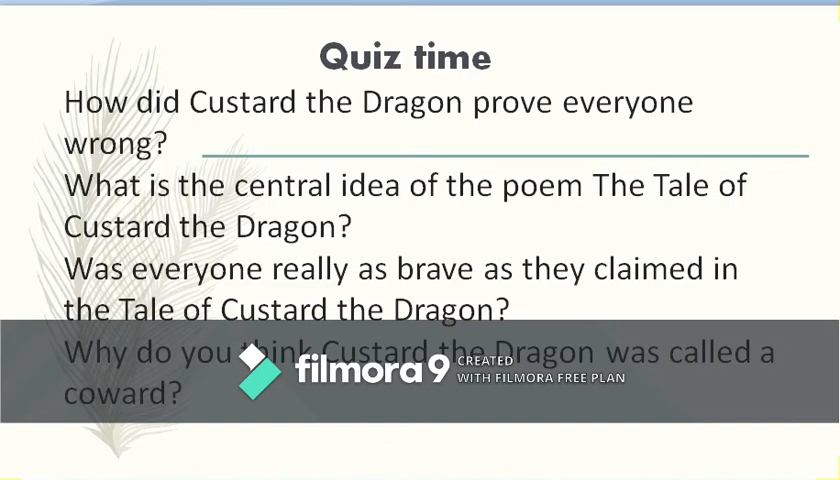 Quiz time
How did Custard the Dragon prove everyone
wrong?
What is the central idea of the poem The Tale of
Custard the Dragon?
Was everyone really as brave as they claimed in
the Tale of Custard the Dragon?
Why do you think Custard the Dragon was called a
coward?
filmora9
CREATED
WITH FILMORA FREE PLAN